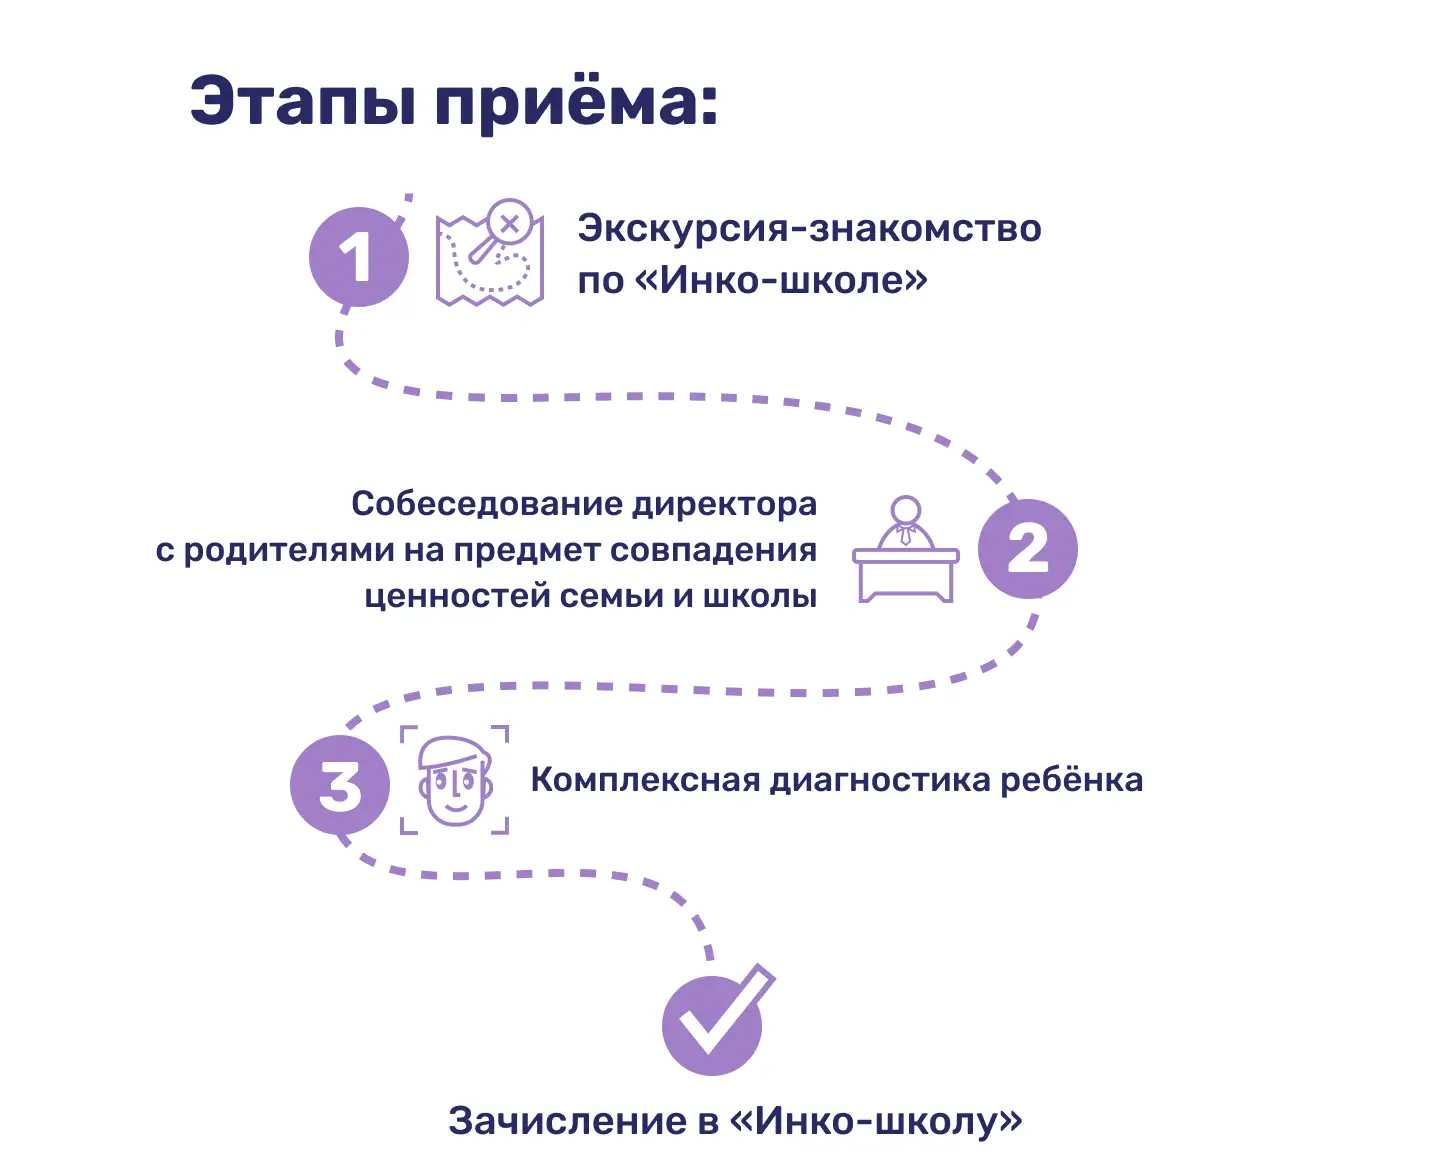 Этапы приёма:
1
Экскурсия-знакомство
по «Инко-школе»
Собеседование директора
с родителями на предмет совпадения
ценностей семьи и школы
2
3
Комплексная диагностика ребёнка
Зачисление в «Инко-школу»